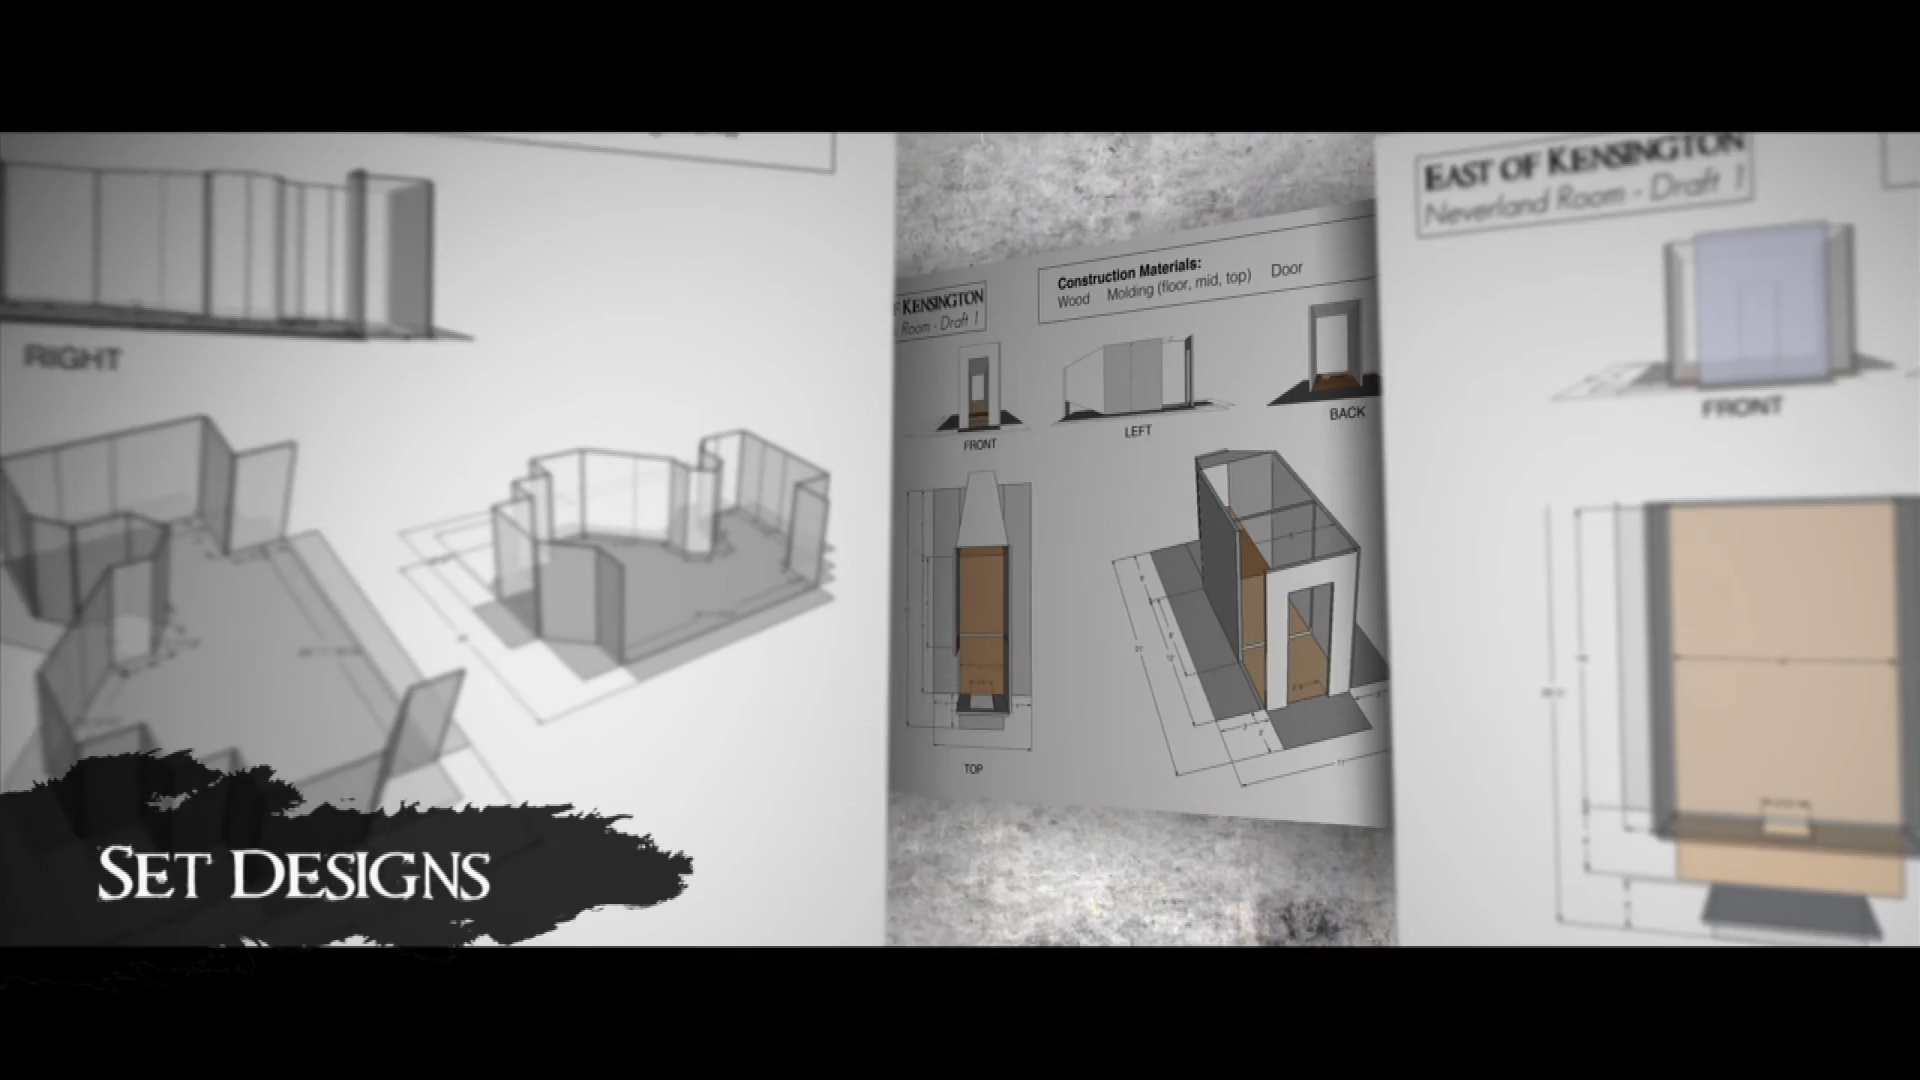 RIGHT
KENSINGTON
Room - Draft 1
Construction Materials:
Wood Molding (floor, mid, top) Door
FRONT
LEFT
BACK
TOP
EAST OF KENSINGTON
Neverland Room - Draft 1
FRONT
SET DESIGNS